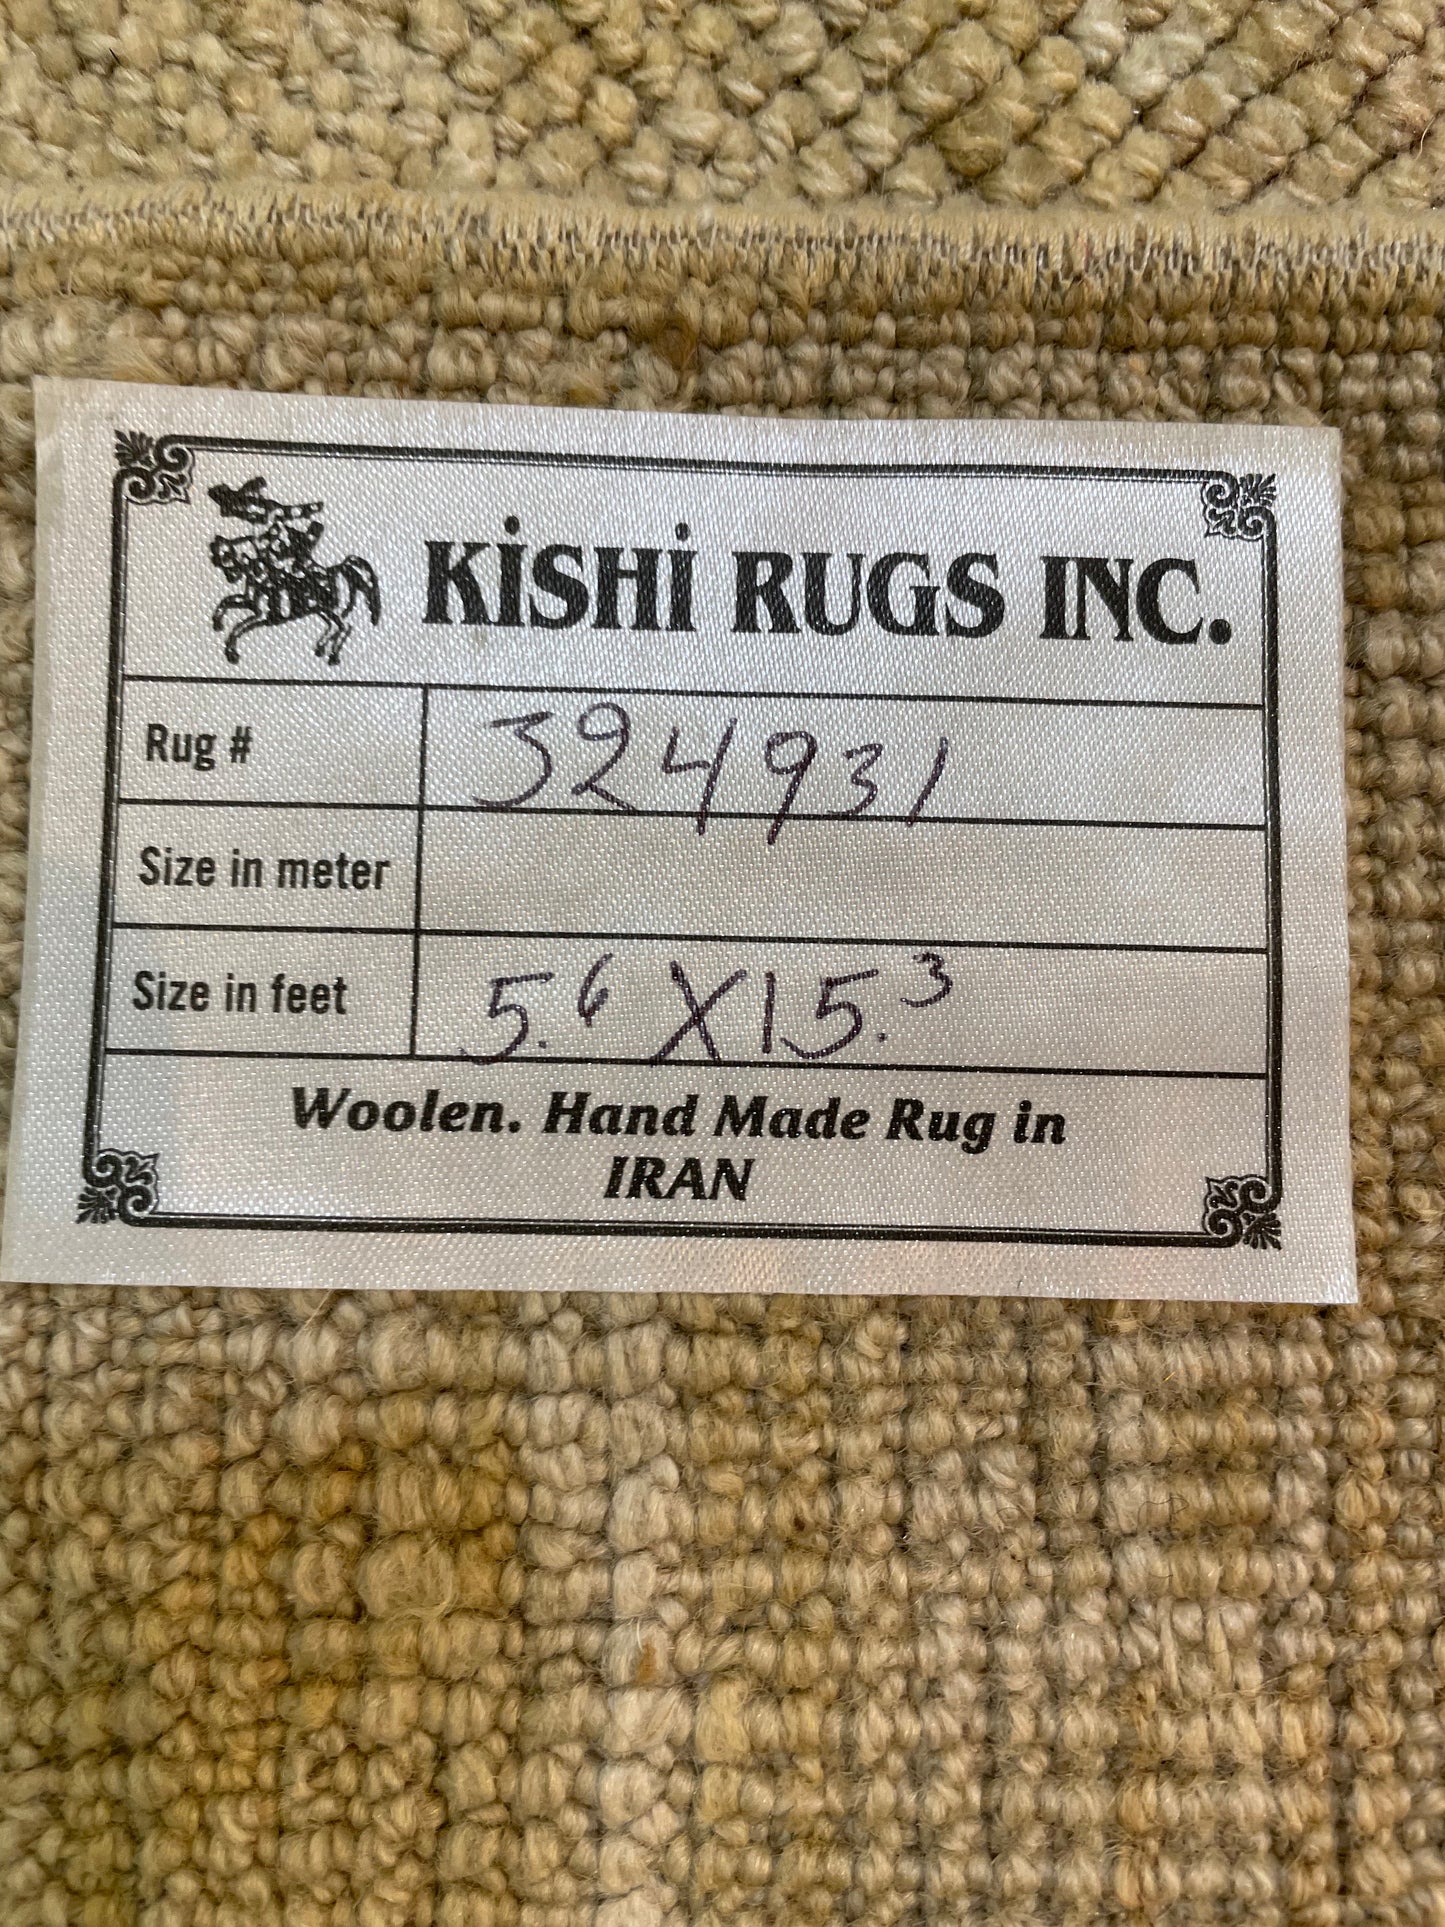 KiSHi RUGS INC.
Rug # 324931
Size in meter
Size in feet 5.6 X 15.3
Woolen. Hand Made Rug in
IRAN